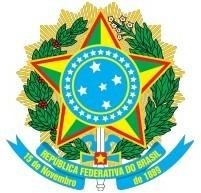 REPÚBLICA FEDERATIVA DO BRASIL
15 de Novembro
de 1889